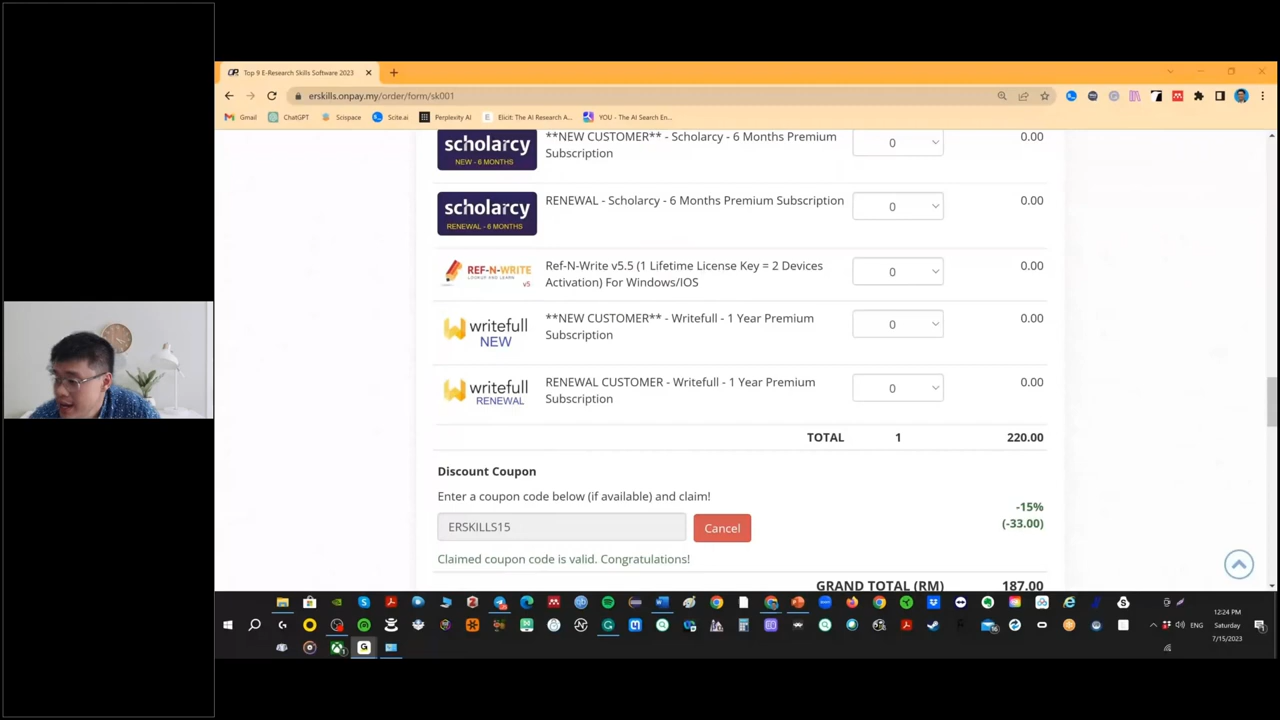 Top 9 E-Research Skills Software 2023
erskills.onpay.my/order/form/sk001
Gmail
ChatGPT
Scispace
Scite.ai
Perplexity AI
Elicit: The AI Research A...
YOU - The AI Search En...
scholarcy
NEW - 6 MONTHS
**NEW CUSTOMER** - Scholarcy - 6 Months Premium
Subscription
0
0.00
scholarcy
RENEWAL - 6 MONTHS
RENEWAL - Scholarcy - 6 Months Premium Subscription
0
0.00
REF-N-WRITE
v5
Ref-N-Write v5.5 (1 Lifetime License Key = 2 Devices
Activation) For Windows/IOS
0
0.00
writefull
NEW
**NEW CUSTOMER** - Writefull - 1 Year Premium
Subscription
0
0.00
writefull
RENEWAL
RENEWAL CUSTOMER - Writefull - 1 Year Premium
Subscription
0
0.00
TOTAL 1 220.00
Discount Coupon
Enter a coupon code below (if available) and claim!
-15%
(-33.00)
ERSKILLS15
Cancel
Claimed coupon code is valid. Congratulations!
GRAND TOTAL (RM) 187.00
ENG
12:24 PM
Saturday
7/15/2023